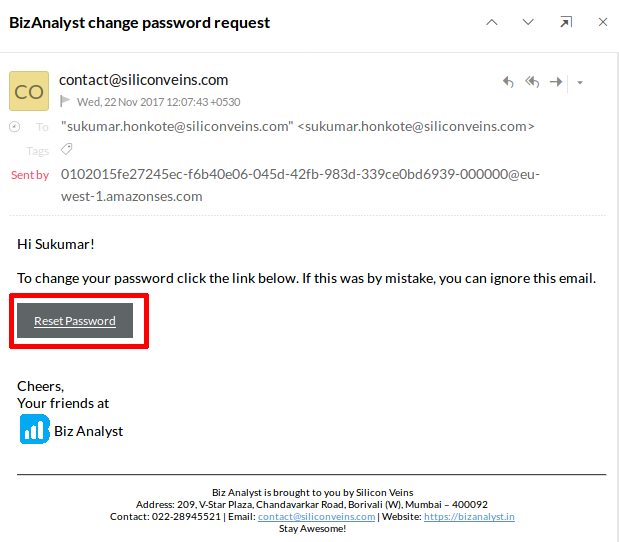 BizAnalyst change password request
CO
contact@siliconveins.com
Wed, 22 Nov 2017 12:07:43 +0530
To "sukumar.honkote@siliconveins.com" <sukumar.honkote@siliconveins.com>
Tags
Sent by 0102015fe27245ec-f6b40e06-045d-42fb-983d-339ce0bd6939-000000@eu-
west-1.amazonses.com
Hi Sukumar!
To change your password click the link below. If this was by mistake, you can ignore this email.
Reset Password
Cheers,
Your friends at
Biz Analyst
Biz Analyst is brought to you by Silicon Veins
Address: 209, V-Star Plaza, Chandavarkar Road, Borivali (W), Mumbai – 400092
Contact: 022-28945521 | Email: contact@siliconveins.com | Website: https://bizanalyst.in
Stay Awesome!